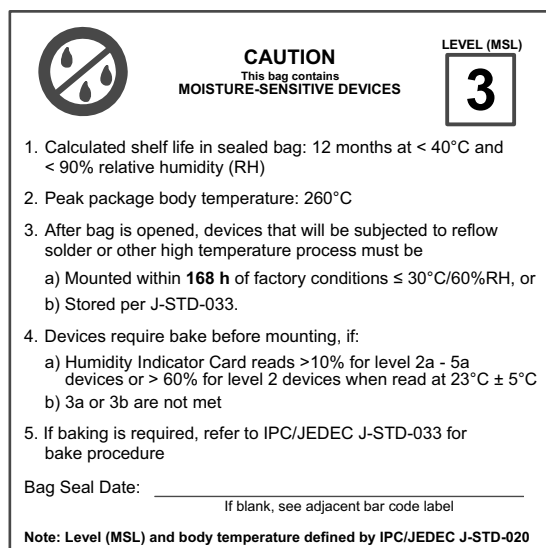 CAUTION
This bag contains
MOISTURE-SENSITIVE DEVICES
LEVEL (MSL)
3
1. Calculated shelf life in sealed bag: 12 months at < 40°C and
< 90% relative humidity (RH)
2. Peak package body temperature: 260°C
3. After bag is opened, devices that will be subjected to reflow
solder or other high temperature process must be
a) Mounted within 168 h of factory conditions ≤ 30°C/60%RH, or
b) Stored per J-STD-033.
4. Devices require bake before mounting, if:
a) Humidity Indicator Card reads >10% for level 2a - 5a
devices or > 60% for level 2 devices when read at 23°C ± 5°C
b) 3a or 3b are not met
5. If baking is required, refer to IPC/JEDEC J-STD-033 for
bake procedure
Bag Seal Date:
If blank, see adjacent bar code label
Note: Level (MSL) and body temperature defined by IPC/JEDEC J-STD-020